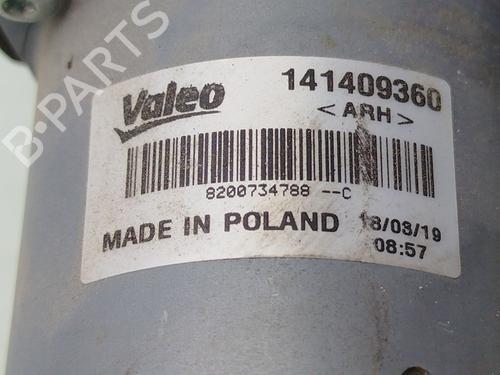 B-PARTS
Valeo
141409360
<ARH>
8200734788 --C
MADE IN POLAND
18/03/19
08:57